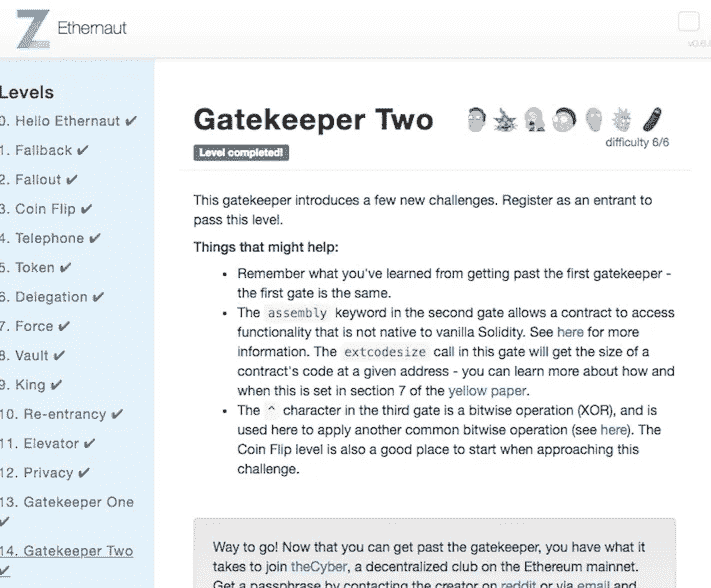 Ethernaut
Levels
0. Hello Ethernaut ✔
1. Fallback ✔
2. Fallout ✔
3. Coin Flip ✔
4. Telephone ✔
5. Token ✔
6. Delegation ✔
7. Force ✔
8. Vault ✔
9. King ✔
10. Re-entrancy ✔
11. Elevator ✔
12. Privacy ✔
13. Gatekeeper One
✔
14. Gatekeeper Two
✔
Gatekeeper Two
difficulty 6/6
Level completed!
This gatekeeper introduces a few new challenges. Register as an entrant to
pass this level.
Things that might help:
• Remember what you've learned from getting past the first gatekeeper -
the first gate is the same.
• The assembly keyword in the second gate allows a contract to access
functionality that is not native to vanilla Solidity. See here for more
information. The extcodesize call in this gate will get the size of a
contract's code at a given address - you can learn more about how and
when this is set in section 7 of the yellow paper.
• The ^ character in the third gate is a bitwise operation (XOR), and is
used here to apply another common bitwise operation (see here). The
Coin Flip level is also a good place to start when approaching this
challenge.
Way to go! Now that you can get past the gatekeeper, you have what it
takes to join theCyber, a decentralized club on the Ethereum mainnet.
Get a passphrase by contacting the creator on reddit or via email and